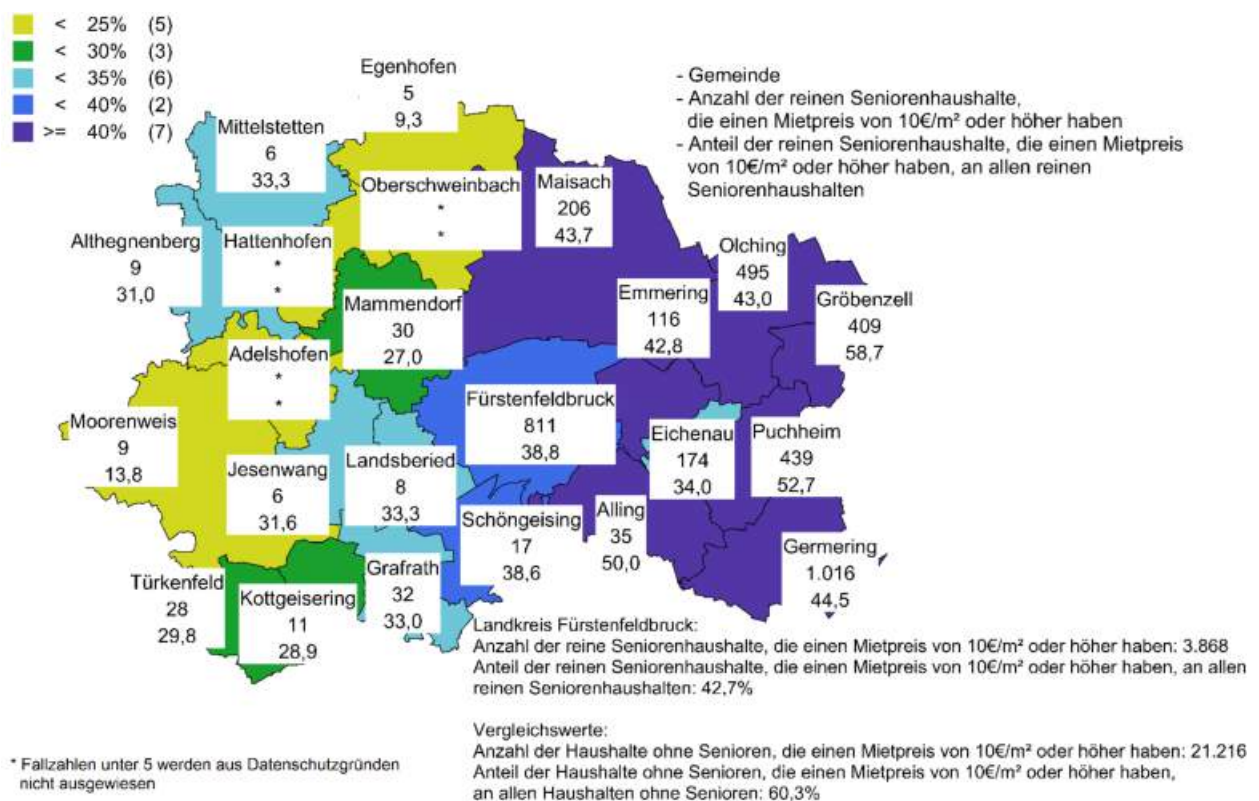 < 25% (5)
< 30% (3)
< 35% (6)
< 40% (2)
>= 40% (7)
- Gemeinde
- Anzahl der reinen Seniorenhaushalte,
die einen Mietpreis von 10€/m² oder höher haben
- Anteil der reinen Seniorenhaushalte, die einen Mietpreis
von 10€/m² oder höher haben, an allen reinen
Seniorenhaushalten
Egenhofen
5
9,3
Mittelstetten
6
33,3
Oberschweinbach
*
*
Maisach
206
43,7
Althegnenberg
9
31,0
Hattenhofen
*
*
Olching
495
43,0
Mammendorf
30
27,0
Emmering
116
42,8
Gröbenzell
409
58,7
Adelshofen
*
*
Fürstenfeldbruck
811
38,8
Moorenweis
9
13,8
Eichenau
174
34,0
Puchheim
439
52,7
Jesenwang
6
31,6
Landsberied
8
33,3
Schöngeising
17
38,6
Alling
35
50,0
Germering
1.016
44,5
Türkenfeld
28
29,8
Kottgeisering
11
28,9
Grafrath
32
33,0
Landkreis Fürstenfeldbruck:
Anzahl der reine Seniorenhaushalte, die einen Mietpreis von 10€/m² oder höher haben: 3.868
Anteil der reinen Seniorenhaushalte, die einen Mietpreis von 10€/m² oder höher haben, an allen
reinen Seniorenhaushalten: 42,7%
Vergleichswerte:
Anzahl der Haushalte ohne Senioren, die einen Mietpreis von 10€/m² oder höher haben: 21.216
Anteil der Haushalte ohne Senioren, die einen Mietpreis von 10€/m² oder höher haben,
an allen Haushalten ohne Senioren: 60,3%
* Fallzahlen unter 5 werden aus Datenschutzgründen
nicht ausgewiesen